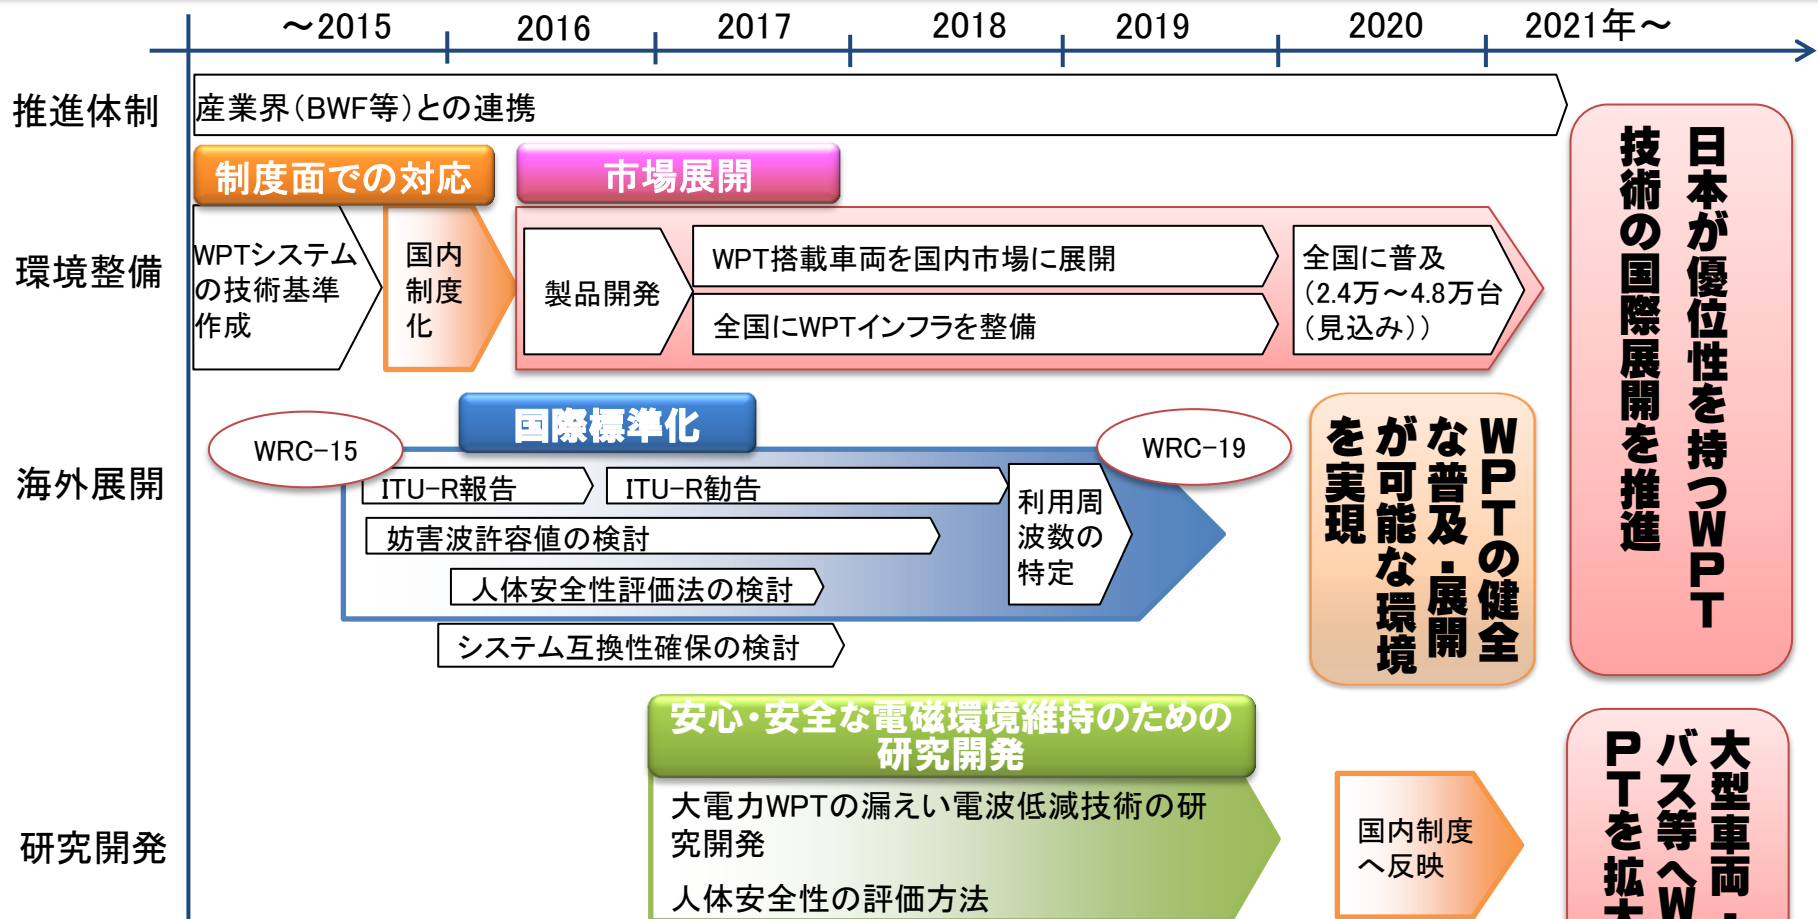 ～2015
2016
2017
2018
2019
2020
2021年～
推進体制
産業界（BWF等）との連携
制度面での対応
市場展開
環境整備
WPTシステム
の技術基準
作成
国内
制度
化
製品開発
WPT搭載車両を国内市場に展開
全国にWPTインフラを整備
全国に普及
（2.4万～4.8万台
（見込み））
日本が優位性を持つWPT
技術の国際展開を推進
海外展開
国際標準化
WRC-15
WRC-19
ITU-R報告
ITU-R勧告
利用周
波数の
特定
妨害波許容値の検討
人体安全性評価法の検討
システム互換性確保の検討
WPTの健全
な普及・展開
が可能な環境
を実現
研究開発
安心・安全な電磁環境維持のための
研究開発
大電力WPTの漏えい電波低減技術の研
究開発
人体安全性の評価方法
国内制度
へ反映
大型車両・
バス等へW
PTを拡大